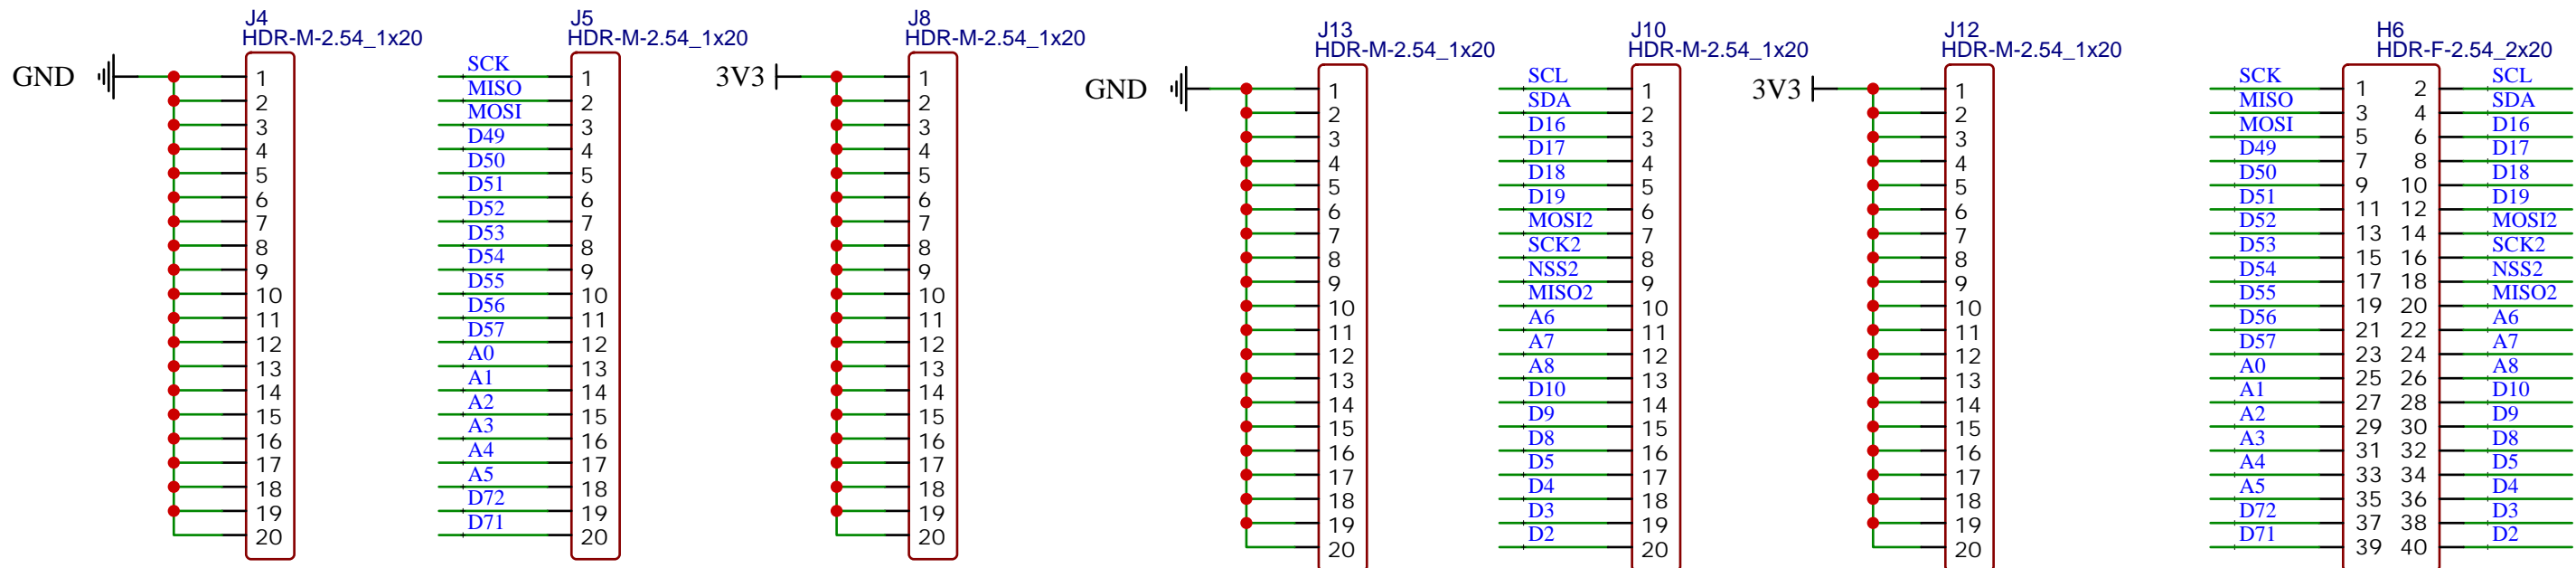 J4
HDR-M-2.54_1x20
GND
1
2
3
4
5
6
7
8
9
10
11
12
13
14
15
16
17
18
19
20
J5
HDR-M-2.54_1x20
SCK 1
MISO 2
MOSI 3
D49 4
D50 5
D51 6
D52 7
D53 8
D54 9
D55 10
D56 11
D57 12
A0 13
A1 14
A2 15
A3 16
A4 17
A5 18
D72 19
D71 20
J8
HDR-M-2.54_1x20
3V3
1
2
3
4
5
6
7
8
9
10
11
12
13
14
15
16
17
18
19
20
J13
HDR-M-2.54_1x20
GND
1
2
3
4
5
6
7
8
9
10
11
12
13
14
15
16
17
18
19
20
J10
HDR-M-2.54_1x20
SCL 1
SDA 2
D16 3
D17 4
D18 5
D19 6
MOSI2 7
SCK2 8
NSS2 9
MISO2 10
A6 11
A7 12
A8 13
D10 14
D9 15
D8 16
D5 17
D4 18
D3 19
D2 20
J12
HDR-M-2.54_1x20
3V3
1
2
3
4
5
6
7
8
9
10
11
12
13
14
15
16
17
18
19
20
H6
HDR-F-2.54_2x20
SCK 1 2 SCL
MISO 3 4 SDA
MOSI 5 6 D16
D49 7 8 D17
D50 9 10 D18
D51 11 12 D19
D52 13 14 MOSI2
D53 15 16 SCK2
D54 17 18 NSS2
D55 19 20 MISO2
D56 21 22 A6
D57 23 24 A7
A0 25 26 A8
A1 27 28 D10
A2 29 30 D9
A3 31 32 D8
A4 33 34 D5
A5 35 36 D4
D72 37 38 D3
D71 39 40 D2